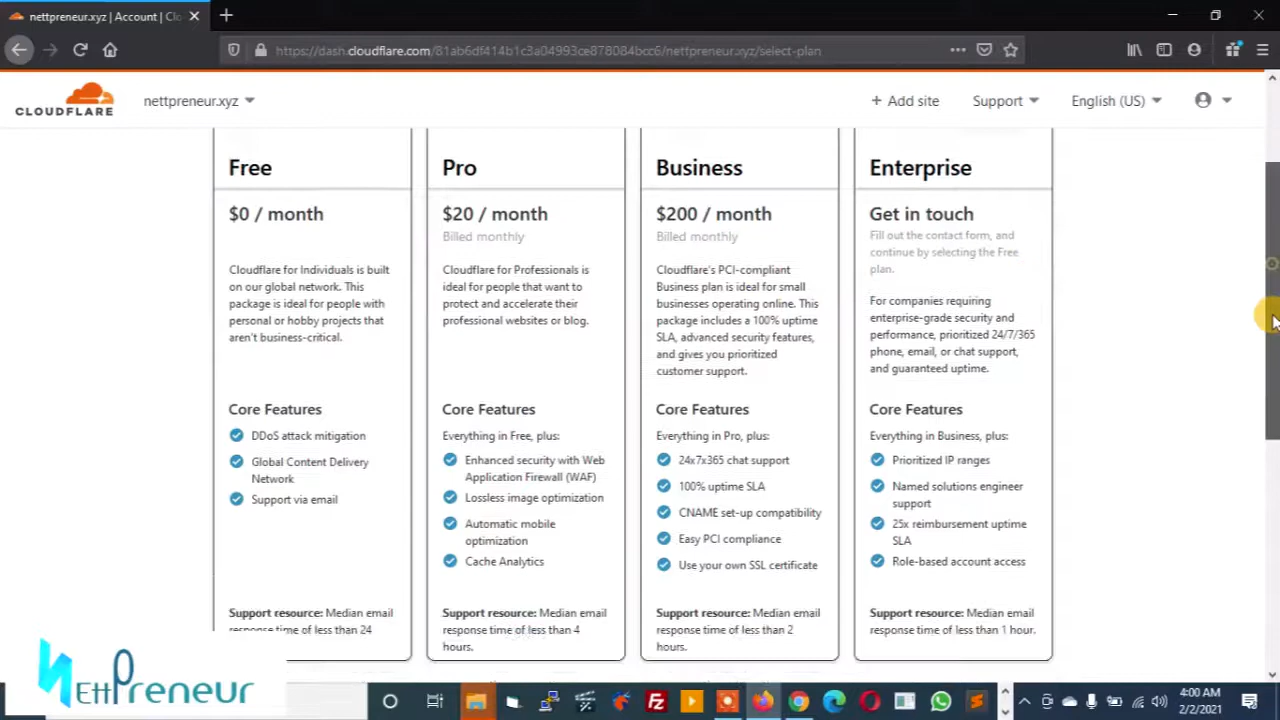 nettpreneur.xyz | Account | Clo
https://dash.cloudflare.com/81ab6df414b1c3a04993ce878084bcc6/nettpreneur.xyz/select-plan
CLOUDFLARE
nettpreneur.xyz
+ Add site
Support
English (US)
Free
$0 / month
Cloudflare for Individuals is built
on our global network. This
package is ideal for people with
personal or hobby projects that
aren't business-critical.
Core Features
DDoS attack mitigation
Global Content Delivery
Network
Support via email
Support resource: Median email
response time of less than 24
Pro
$20 / month
Billed monthly
Cloudflare for Professionals is
ideal for people that want to
protect and accelerate their
professional websites or blog.
Core Features
Everything in Free, plus:
Enhanced security with Web
Application Firewall (WAF)
Lossless image optimization
Automatic mobile
optimization
Cache Analytics
Support resource: Median email
response time of less than 4
hours.
Business
$200 / month
Billed monthly
Cloudflare's PCI-compliant
Business plan is ideal for small
businesses operating online. This
package includes a 100% uptime
SLA, advanced security features,
and gives you prioritized
customer support.
Core Features
Everything in Pro, plus:
24x7x365 chat support
100% uptime SLA
CNAME set-up compatibility
Easy PCI compliance
Use your own SSL certificate
Support resource: Median email
response time of less than 2
hours.
Enterprise
Get in touch
Fill out the contact form, and
continue by selecting the Free
plan.
For companies requiring
enterprise-grade security and
performance, prioritized 24/7/365
phone, email, or chat support,
and guaranteed uptime.
Core Features
Everything in Business, plus:
Prioritized IP ranges
Named solutions engineer
support
25x reimbursement uptime
SLA
Role-based account access
Support resource: Median email
response time of less than 1 hour.
NEttPreneur
4:00 AM
2/2/2021